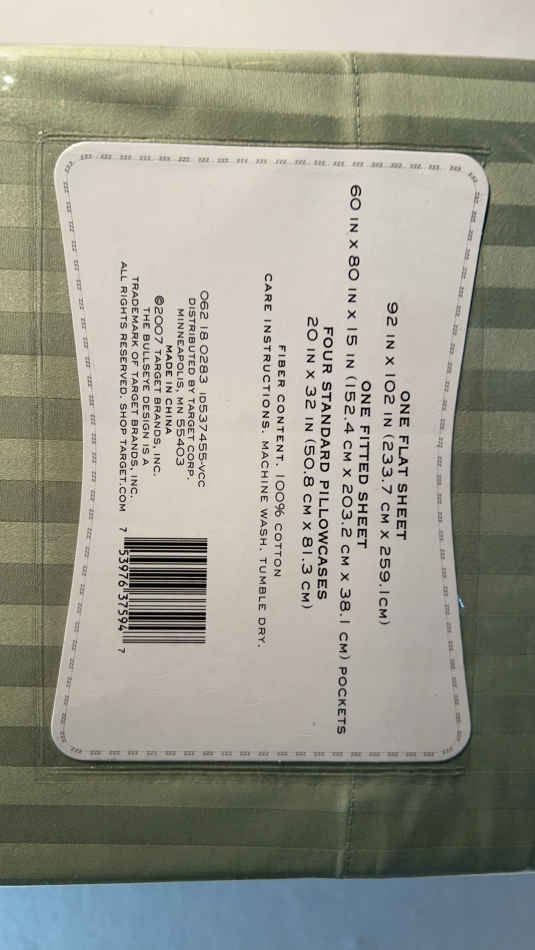 ONE FLAT SHEET
92 IN X 102 IN (233.7 CM X 259.1CM)
ONE FITTED SHEET
60 IN X 80 IN X 15 IN (152.4 CM X 203.2 CM X 38.1 CM) POCKETS
FOUR STANDARD PILLOWCASES
20 IN X 32 IN (50.8 CM X 81.3 CM)
FIBER CONTENT. 100% COTTON
CARE INSTRUCTIONS. MACHINE WASH. TUMBLE DRY.
062 18 0283 ID537455-VCC
DISTRIBUTED BY TARGET CORP.
MINNEAPOLIS, MN 55403
MADE IN CHINA
©2007 TARGET BRANDS, INC.
THE BULLSEYE DESIGN IS A
TRADEMARK OF TARGET BRANDS, INC.
ALL RIGHTS RESERVED. SHOP TARGET.COM
7 53976 37594 7